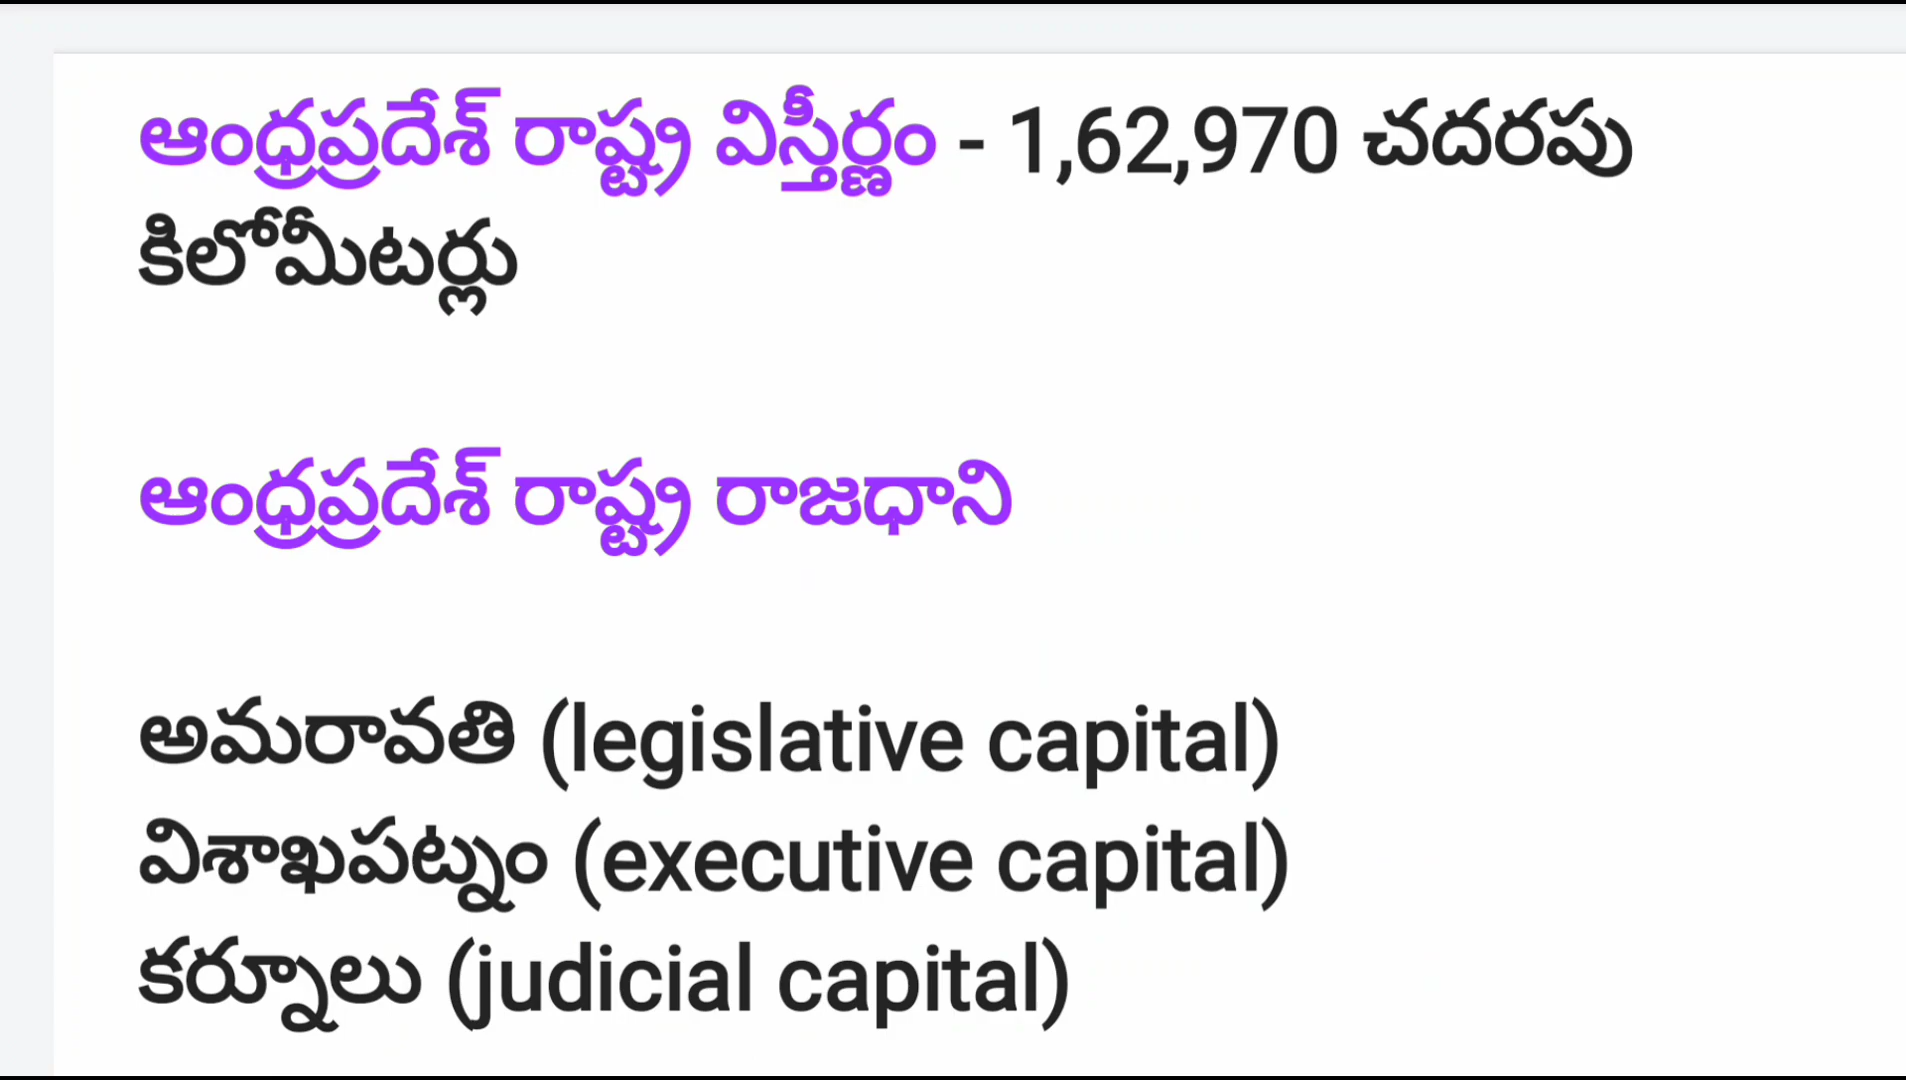 ఆంధ్రప్రదేశ్ రాష్ట్ర విస్తీర్ణం - 1,62,970 చదరపు
కిలోమీటర్లు
ఆంధ్రప్రదేశ్ రాష్ట్ర రాజధాని
అమరావతి (legislative capital)
విశాఖపట్నం (executive capital)
కర్నూలు (judicial capital)